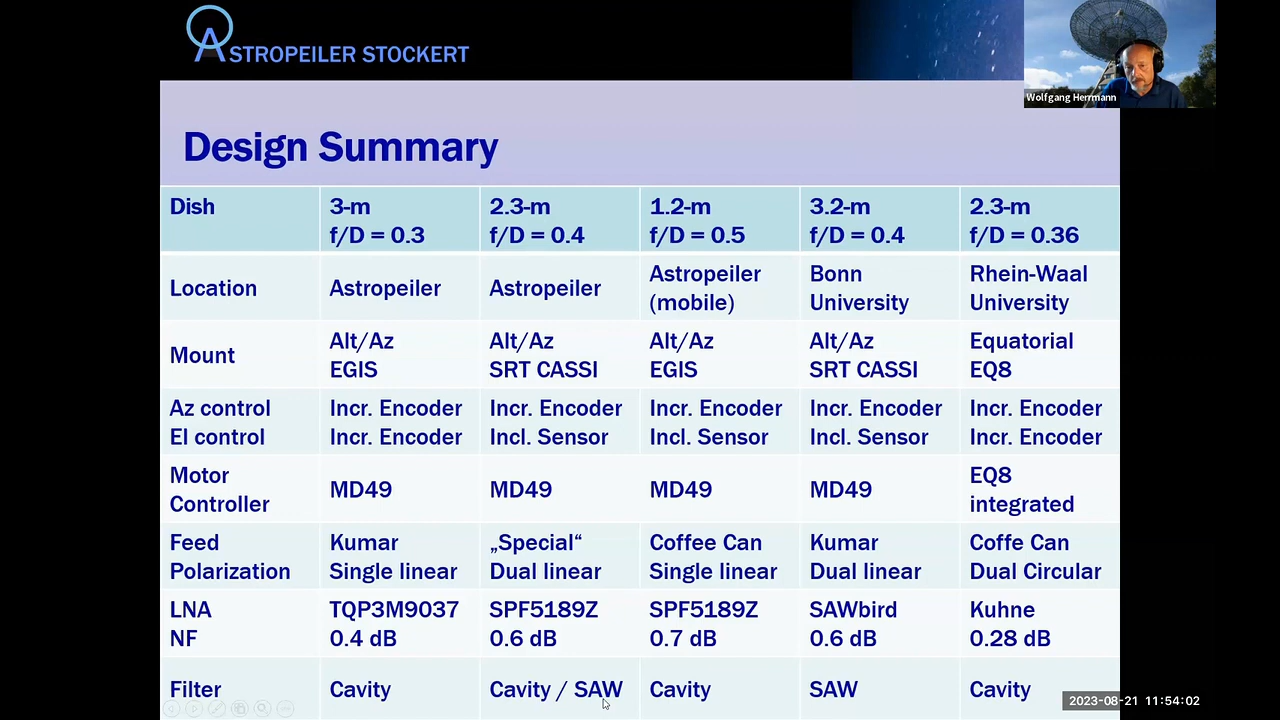 ASTROPEILER STOCKERT
Wolfgang Herrmann
Design Summary
Dish
3-m
f/D = 0.3
2.3-m
f/D = 0.4
1.2-m
f/D = 0.5
3.2-m
f/D = 0.4
2.3-m
f/D = 0.36
Location
Astropeiler
Astropeiler
Astropeiler
(mobile)
Bonn
University
Rhein-Waal
University
Mount
Alt/Az
EGIS
Alt/Az
SRT CASSI
Alt/Az
EGIS
Alt/Az
SRT CASSI
Equatorial
EQ8
Az control
El control
Incr. Encoder
Incr. Encoder
Incr. Encoder
Incl. Sensor
Incr. Encoder
Incl. Sensor
Incr. Encoder
Incl. Sensor
Incr. Encoder
Incr. Encoder
Motor
Controller
MD49
MD49
MD49
MD49
EQ8
integrated
Feed
Polarization
Kumar
Single linear
„Special“
Dual linear
Coffee Can
Single linear
Kumar
Dual linear
Coffe Can
Dual Circular
LNA
NF
TQP3M9037
0.4 dB
SPF5189Z
0.6 dB
SPF5189Z
0.7 dB
SAWbird
0.6 dB
Kuhne
0.28 dB
Filter
Cavity
Cavity / SAW
Cavity
SAW
Cavity
2023-08-21 11:54:02